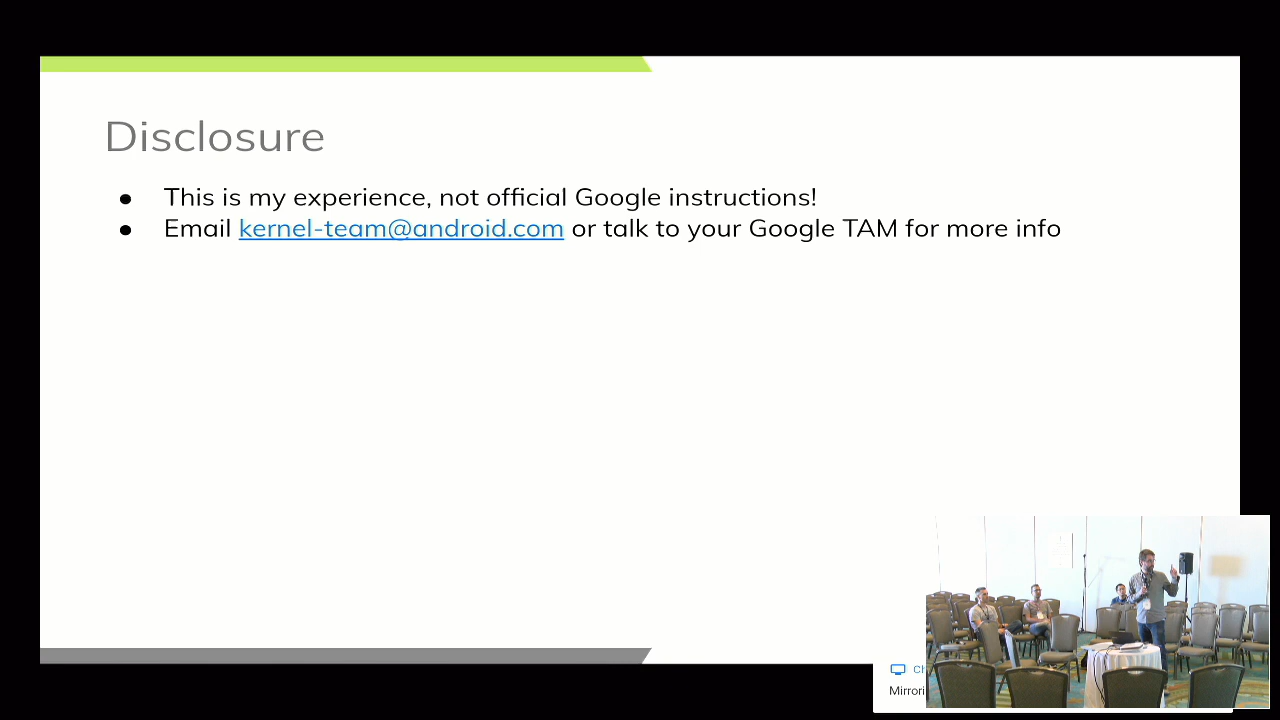 Disclosure
● This is my experience, not official Google instructions!
● Email kernel-team@android.com or talk to your Google TAM for more info